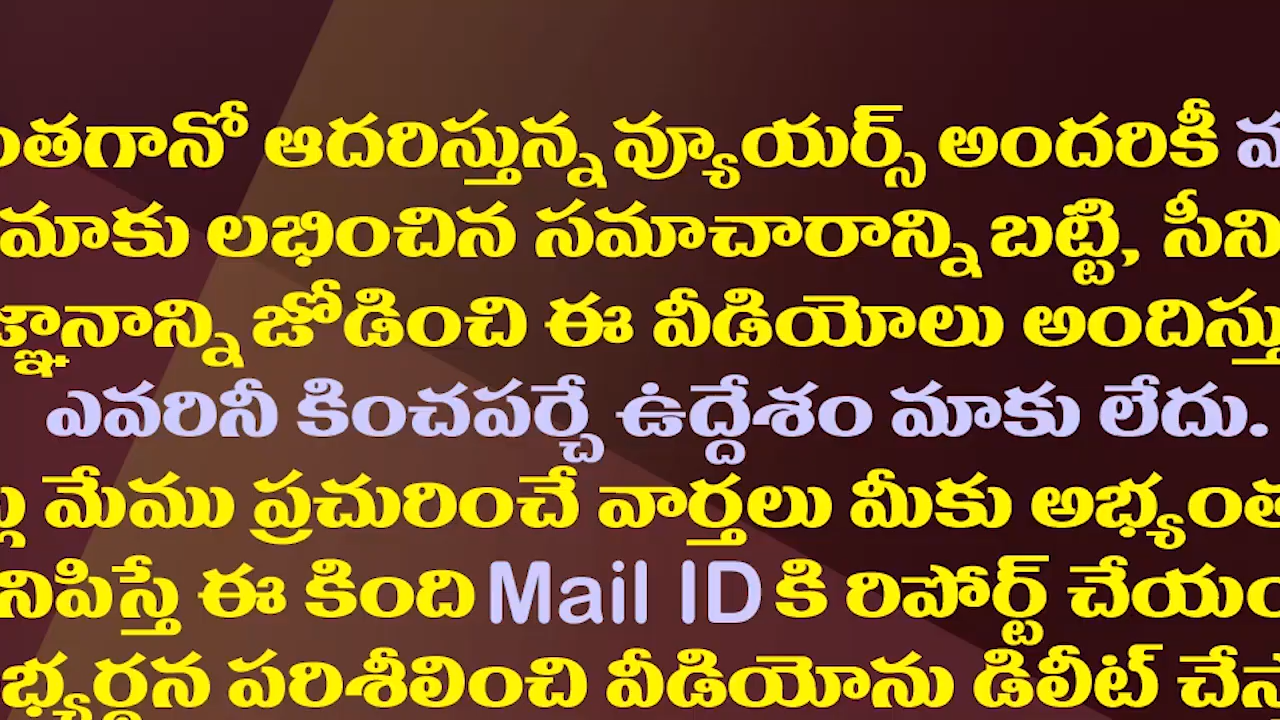 ఆదరిస్తున్న వ్యూయర్స్ అందరికీ
మాకు లభించిన సమాచారాన్ని బట్టి,
జోడించి ఈ వీడియోలు
ఎవరినీ కించపర్చే ఉద్దేశం మాకు లేదు.
మేము ప్రచురించే వార్తలు మీకు
ఈ కింది Mail ID కి రిపోర్ట్
పరిశీలించి వీడియోను డిలీట్